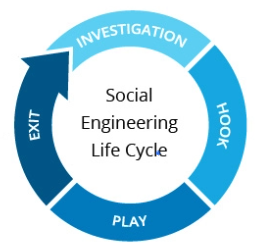 INVESTIGATION
HOOK
PLAY
EXIT
Social
Engineering
Life Cycle